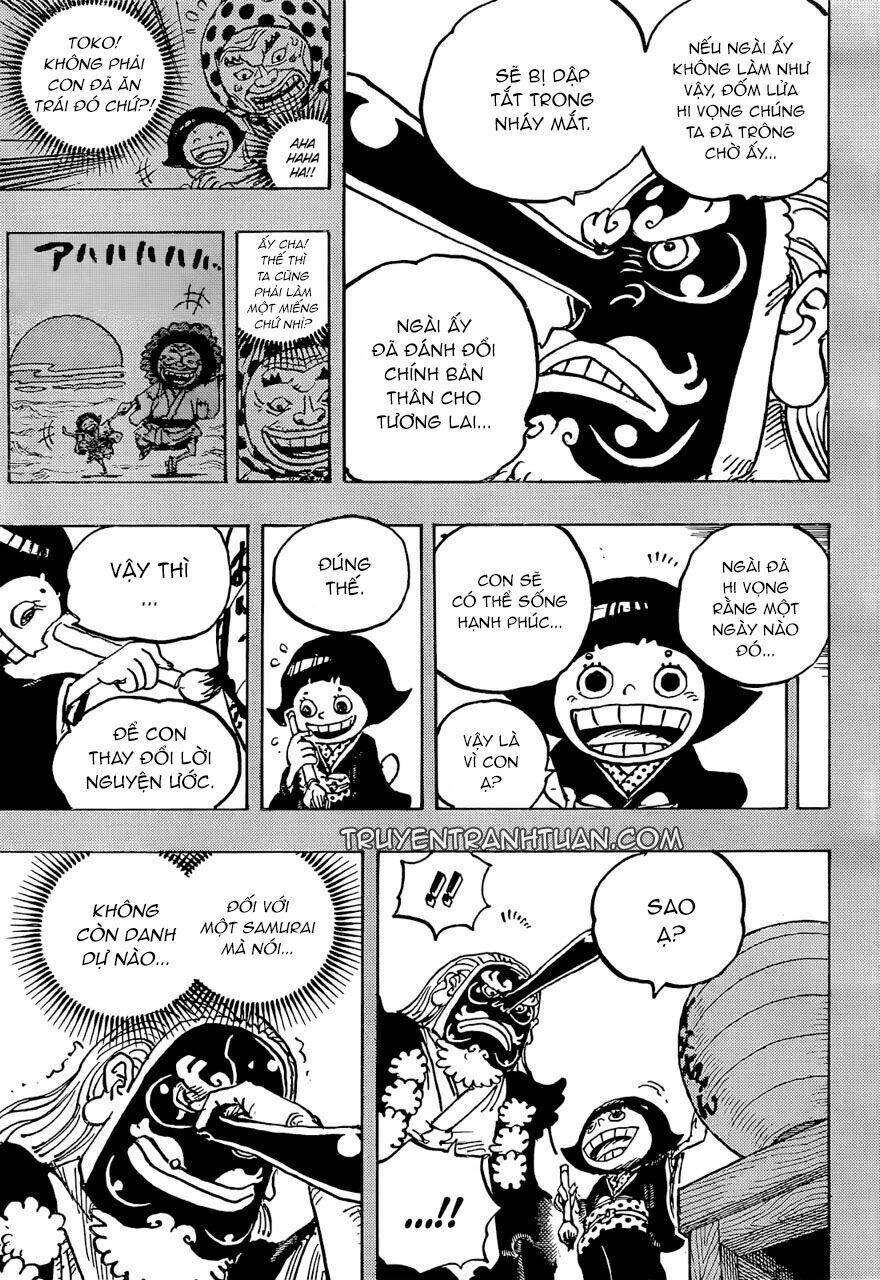 NẾU NGÀI ẤY
KHÔNG LÀM NHƯ
VẬY, ĐỐM LỬA
HI VỌNG CHÚNG
TA ĐÃ TRÔNG
CHỜ ẤY...
SẼ BỊ DẬP
TẮT TRONG
NHÁY MẮT.
NGÀI ẤY
ĐÃ ĐÁNH ĐỔI
CHÍNH BẢN
THÂN CHO
TƯƠNG LAI...
TOKO!
KHÔNG PHẢI
CON ĐÃ ĂN
TRÁI ĐÓ CHỨ?!
AHA
HAHA
HA!!
ẤY CHA!
THẾ THÌ
TA CŨNG
PHẢI LÀM
MỘT MIẾNG
CHỨ NHỈ?
アハハハハハ..
NGÀI ĐÃ
HI VỌNG
RẰNG MỘT
NGÀY NÀO
ĐÓ...
CON SẼ
CÓ THỂ SỐNG
HẠNH PHÚC...
VẬY LÀ
VÌ CON
Ạ?
ĐÚNG
THẾ.
VẬY THÌ
...
ĐỂ CON
THAY ĐỔI LỜI
NGUYỆN ƯỚC.
TRUYENTRANHTUAN.COM
SAO
Ạ?
!!
...!!
ĐỐI VỚI
MỘT SAMURAI
MÀ NÓI...
KHÔNG
CÒN DANH
DỰ NÀO...